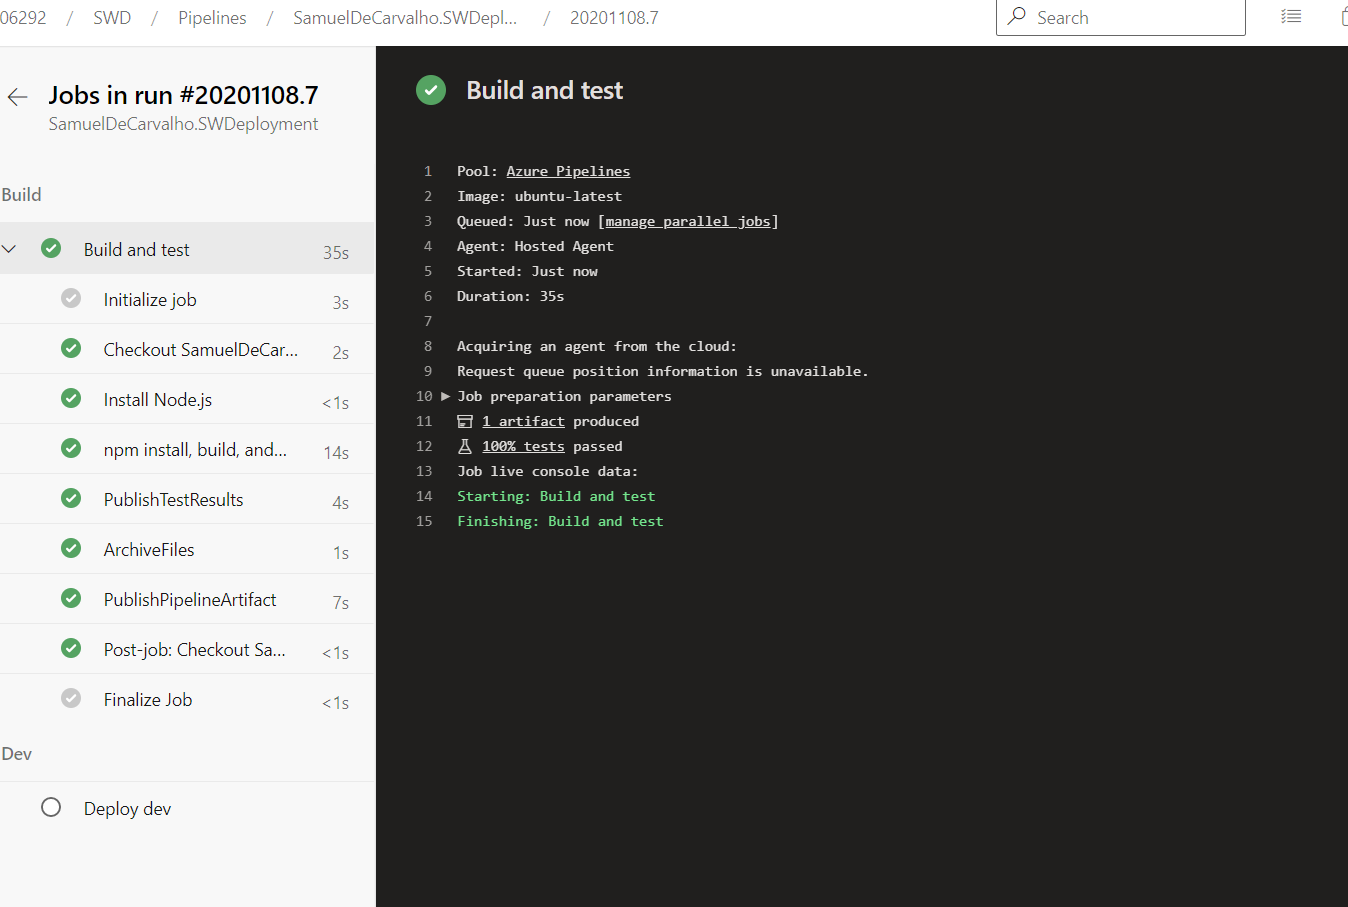 06292 / SWD / Pipelines / SamuelDeCarvalho.SWDepl... / 20201108.7
Search
Jobs in run #20201108.7
SamuelDeCarvalho.SWDeployment
Build
Build and test 35s
Initialize job 3s
Checkout SamuelDeCar... 2s
Install Node.js <1s
npm install, build, and... 14s
PublishTestResults 4s
ArchiveFiles 1s
PublishPipelineArtifact 7s
Post-job: Checkout Sa... <1s
Finalize Job <1s
Dev
Deploy dev
Build and test
1 Pool: Azure Pipelines
2 Image: ubuntu-latest
3 Queued: Just now [manage parallel jobs]
4 Agent: Hosted Agent
5 Started: Just now
6 Duration: 35s
7
8 Acquiring an agent from the cloud:
9 Request queue position information is unavailable.
10 Job preparation parameters
11 1 artifact produced
12 100% tests passed
13 Job live console data:
14 Starting: Build and test
15 Finishing: Build and test